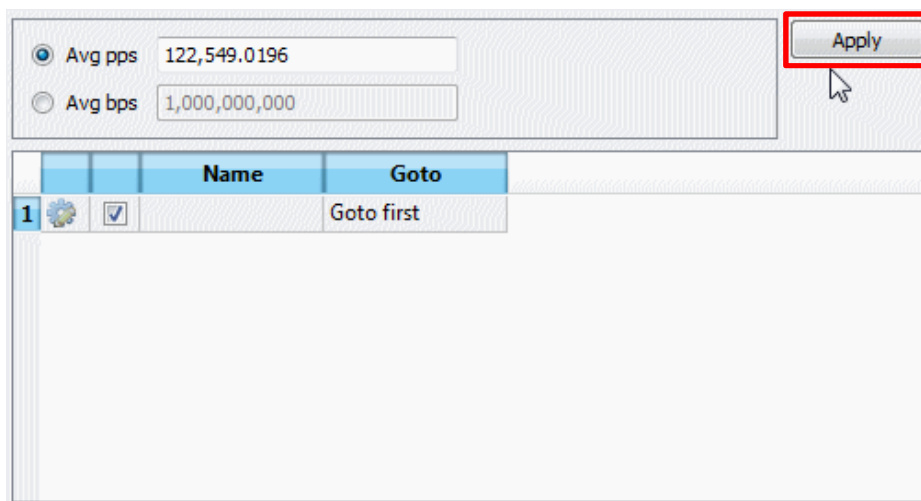 Avg pps 122,549.0196 Apply
Avg bps 1,000,000,000
Name Goto
1 Goto first